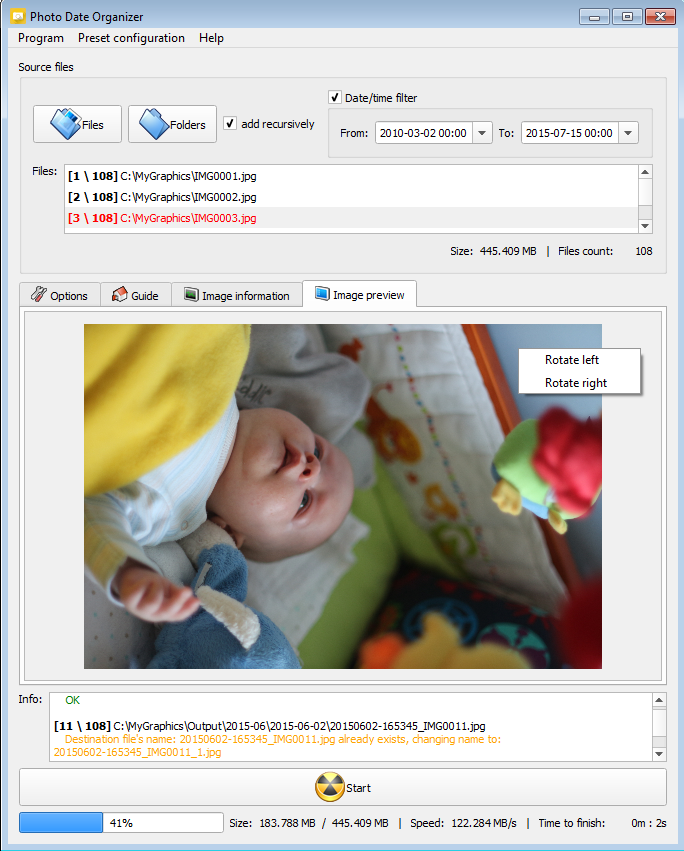 Photo Date Organizer
Program Preset configuration Help
Source files
Files
Folders
add recursively
Date/time filter
From: 2010-03-02 00:00 To: 2015-07-15 00:00
Files:
[1 \ 108] C:\MyGraphics\IMG0001.jpg
[2 \ 108] C:\MyGraphics\IMG0002.jpg
[3 \ 108] C:\MyGraphics\IMG0003.jpg
Size: 445.409 MB | Files count: 108
Options Guide Image information Image preview
Rotate left
Rotate right
Info:
OK
[11 \ 108] C:\MyGraphics\Output\2015-06\2015-06-02\20150602-165345_IMG0011.jpg
Destination file's name: 20150602-165345_IMG0011.jpg already exists, changing name to:
20150602-165345_IMG0011_1.jpg
Start
41% Size: 183.788 MB / 445.409 MB | Speed: 122.284 MB/s | Time to finish: 0m : 2s